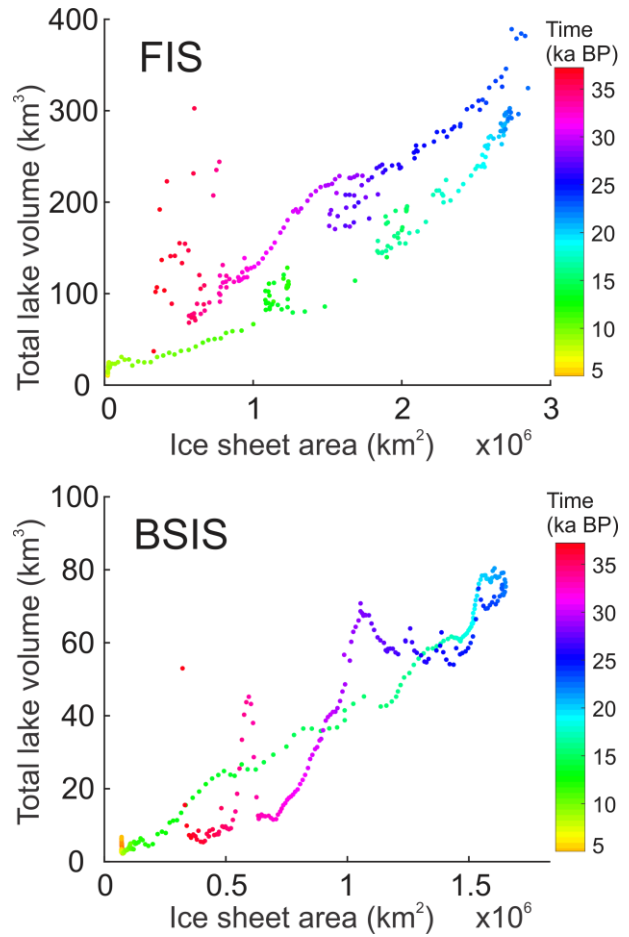 FIS
Total lake volume (km³)
400
300
200
100
0
0 1 2 3
Ice sheet area (km²) x10⁶
Time
(ka BP)
35
30
25
20
15
10
5
BSIS
Total lake volume (km³)
100
80
60
40
20
0
0 0.5 1 1.5
Ice sheet area (km²) x10⁶
Time
(ka BP)
35
30
25
20
15
10
5